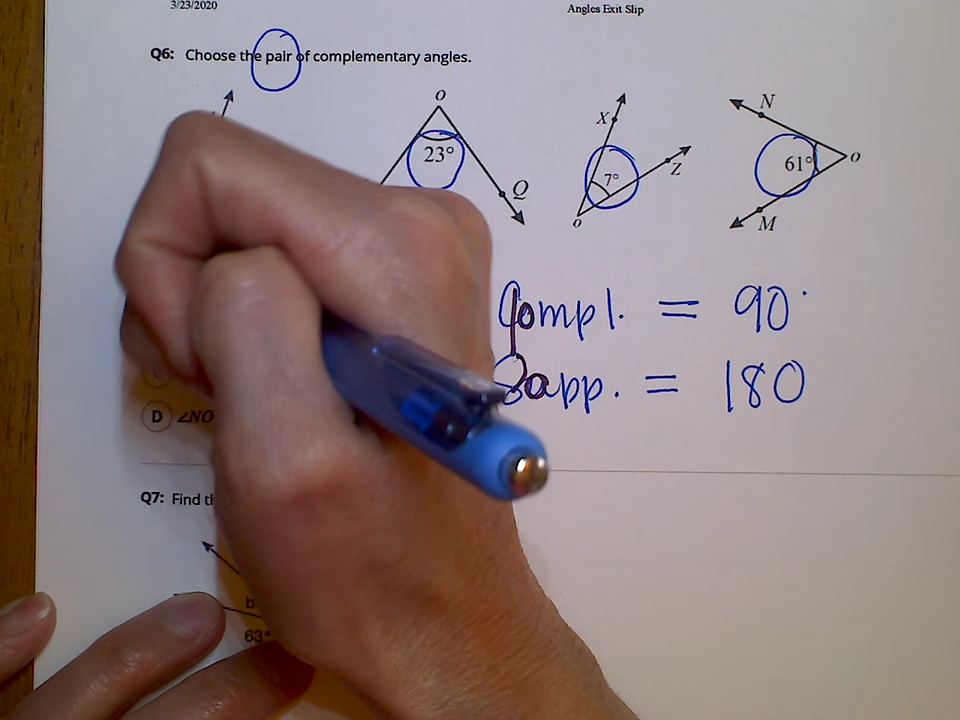 3/23/2020 Angles Exit Slip
Q6: Choose the pair of complementary angles.
O
23°
Q
X
7°
Z
O
N
61°
O
M
Compl. = 90
Supp. = 180
D ∠NO
Q7: Find th
b
63°